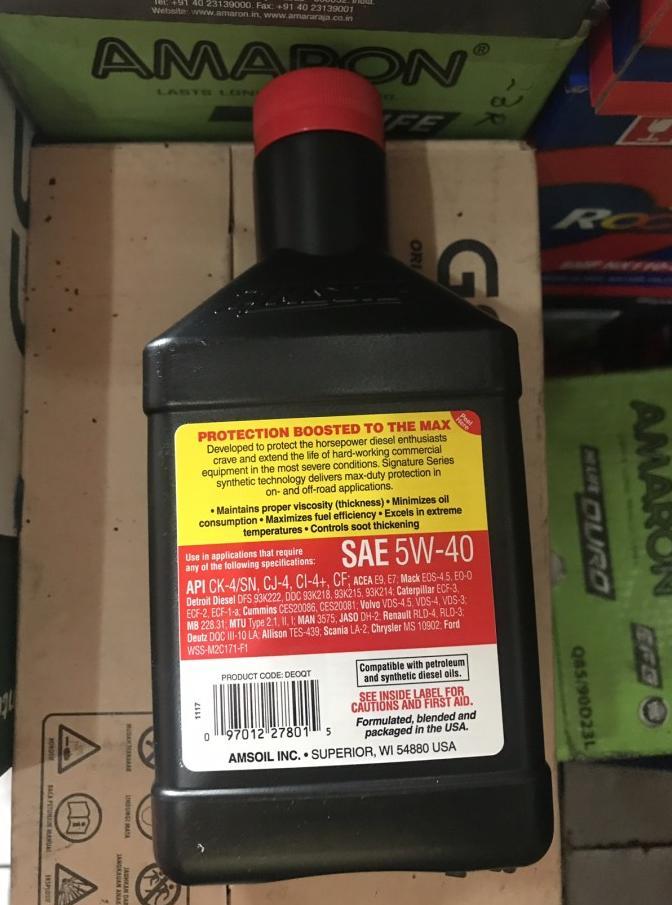 Tel: +91 40 23139000. Fax: +91 40 23139001
Website: www.amaron.in, www.amararaja.co.in
AMARON®
PROTECTION BOOSTED TO THE MAX
Peel Here
Developed to protect the horsepower diesel enthusiasts
crave and extend the life of hard-working commercial
equipment in the most severe conditions. Signature Series
synthetic technology delivers max-duty protection in
on- and off-road applications.
• Maintains proper viscosity (thickness) • Minimizes oil
consumption • Maximizes fuel efficiency • Excels in extreme
temperatures • Controls soot thickening
Use in applications that require
any of the following specifications:
SAE 5W-40
API CK-4/SN, CJ-4, CI-4+, CF; ACEA E9, E7; Mack EOS-4.5, EO-O
Detroit Diesel DFS 93K222, DDC 93K218, 93K215, 93K214; Caterpillar ECF-3,
ECF-2, ECF-1-a; Cummins CES20086, CES20081; Volvo VDS-4.5, VDS-4, VDS-3;
MB 228.31; MTU Type 2.1, II, I; MAN 3575; JASO DH-2; Renault RLD-4, RLD-3;
Deutz DQC III-10 LA; Allison TES-439; Scania LA-2; Chrysler MS 10902; Ford
WSS-M2C171-F1
PRODUCT CODE: DEOQT
1117
0 97012 27801 5
Compatible with petroleum
and synthetic diesel oils.
SEE INSIDE LABEL FOR
CAUTIONS AND FIRST AID.
Formulated, blended and
packaged in the USA.
AMSOIL INC. • SUPERIOR, WI 54880 USA
AMARON
DURO